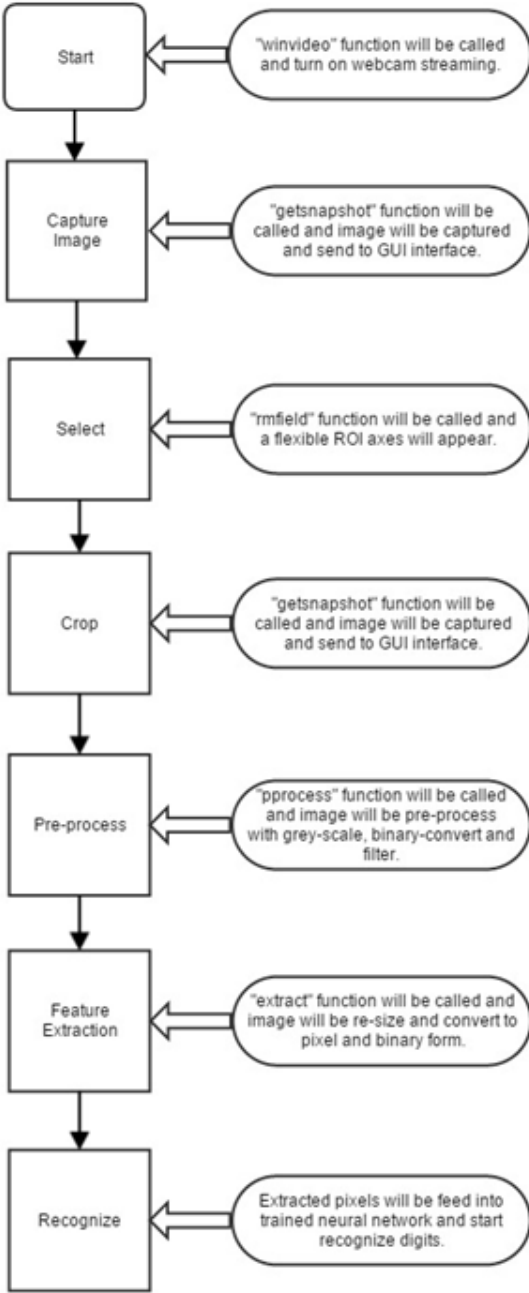 Start
"winvideo" function will be called
and turn on webcam streaming.
Capture
Image
"getsnapshot" function will be
called and image will be captured
and send to GUI interface.
Select
"rmfield" function will be called and
a flexible ROI axes will appear.
Crop
"getsnapshot" function will be
called and image will be captured
and send to GUI interface.
Pre-process
"pprocess" function will be called
and image will be pre-process
with grey-scale, binary-convert and
filter.
Feature
Extraction
"extract" function will be called and
image will be re-size and convert to
pixel and binary form.
Recognize
Extracted pixels will be feed into
trained neural network and start
recognize digits.